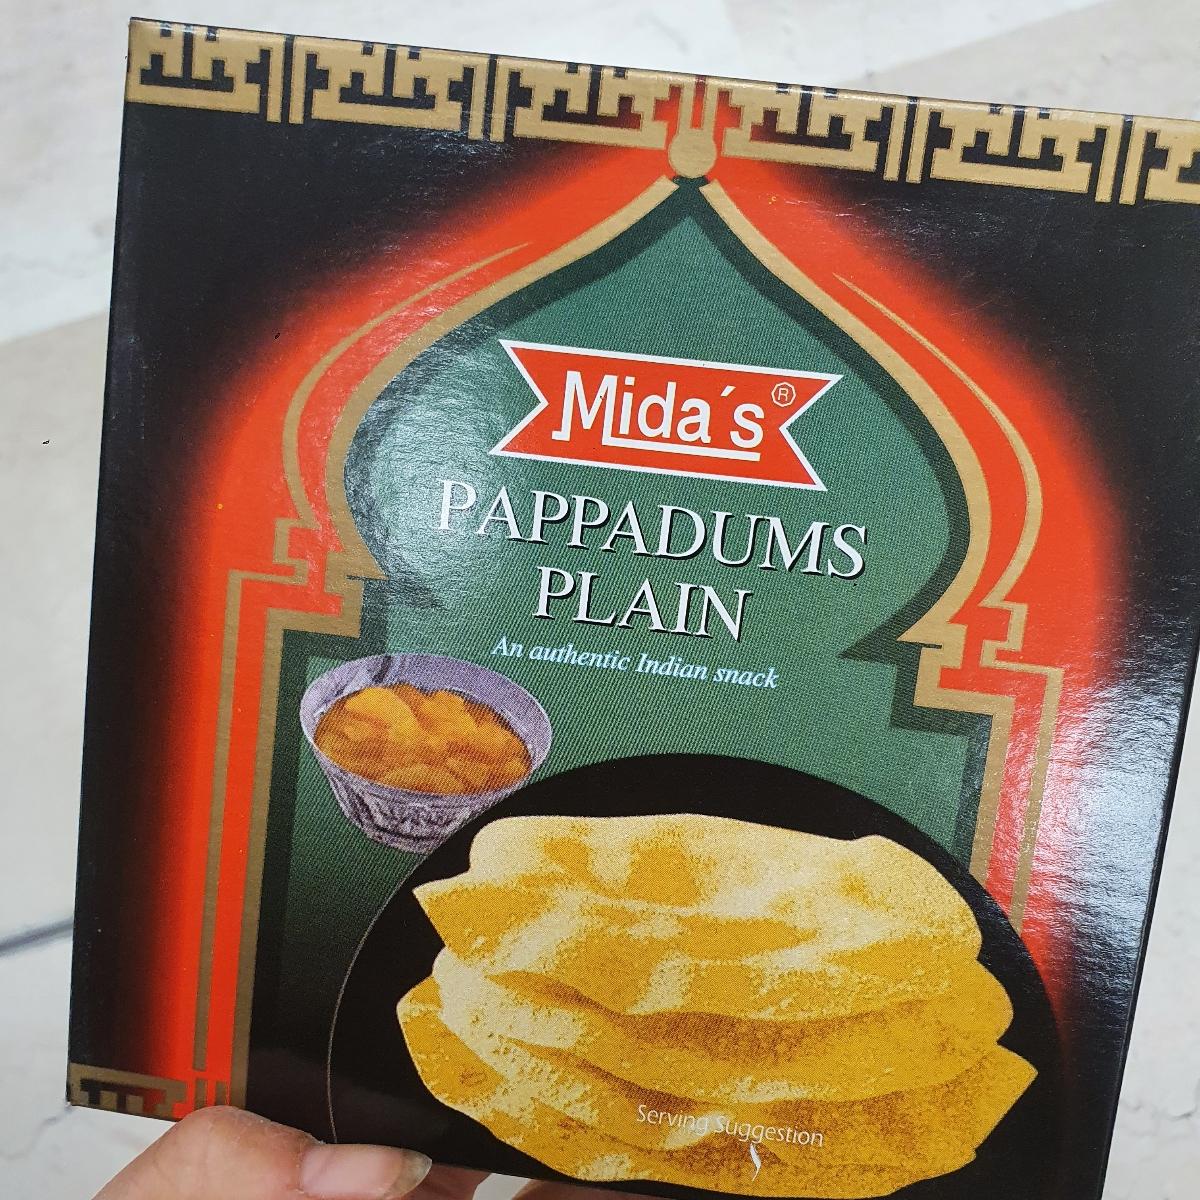 Mida's®
PAPPADUMS
PLAIN
An authentic Indian snack
Serving Suggestion